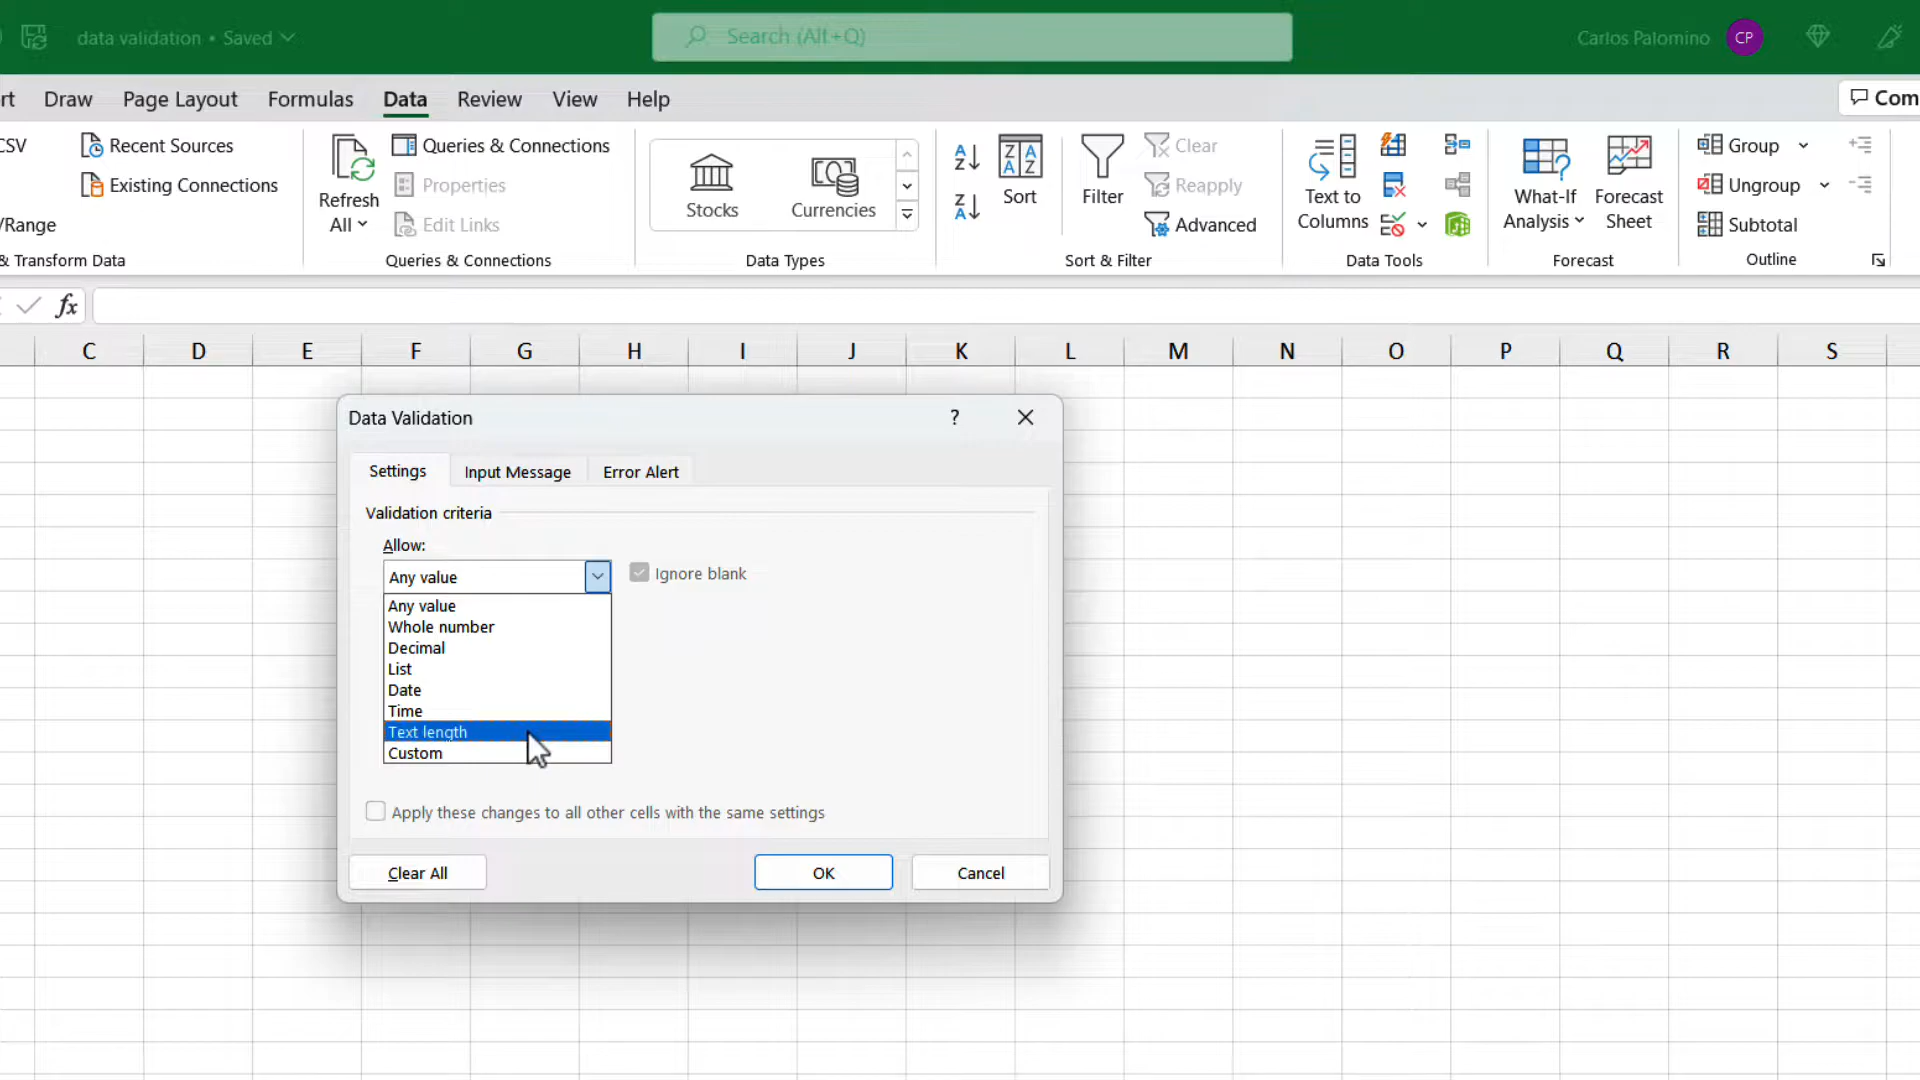 data validation • Saved
Search (Alt+Q)
Carlos Palomino CP
rt Draw Page Layout Formulas Data Review View Help Com
CSV
/Range
Recent Sources
Existing Connections
& Transform Data
Refresh
All
Queries & Connections
Properties
Edit Links
Queries & Connections
Stocks
Currencies
Data Types
Sort
Filter
Clear
Reapply
Advanced
Sort & Filter
Text to
Columns
Data Tools
What-If
Analysis
Forecast
Sheet
Forecast
Group
Ungroup
Subtotal
Outline
fx
C D E F G H I J K L M N O P Q R S
Data Validation ?
Settings Input Message Error Alert
Validation criteria
Allow:
Any value
Ignore blank
Any value
Whole number
Decimal
List
Date
Time
Text length
Custom
Apply these changes to all other cells with the same settings
Clear All OK Cancel